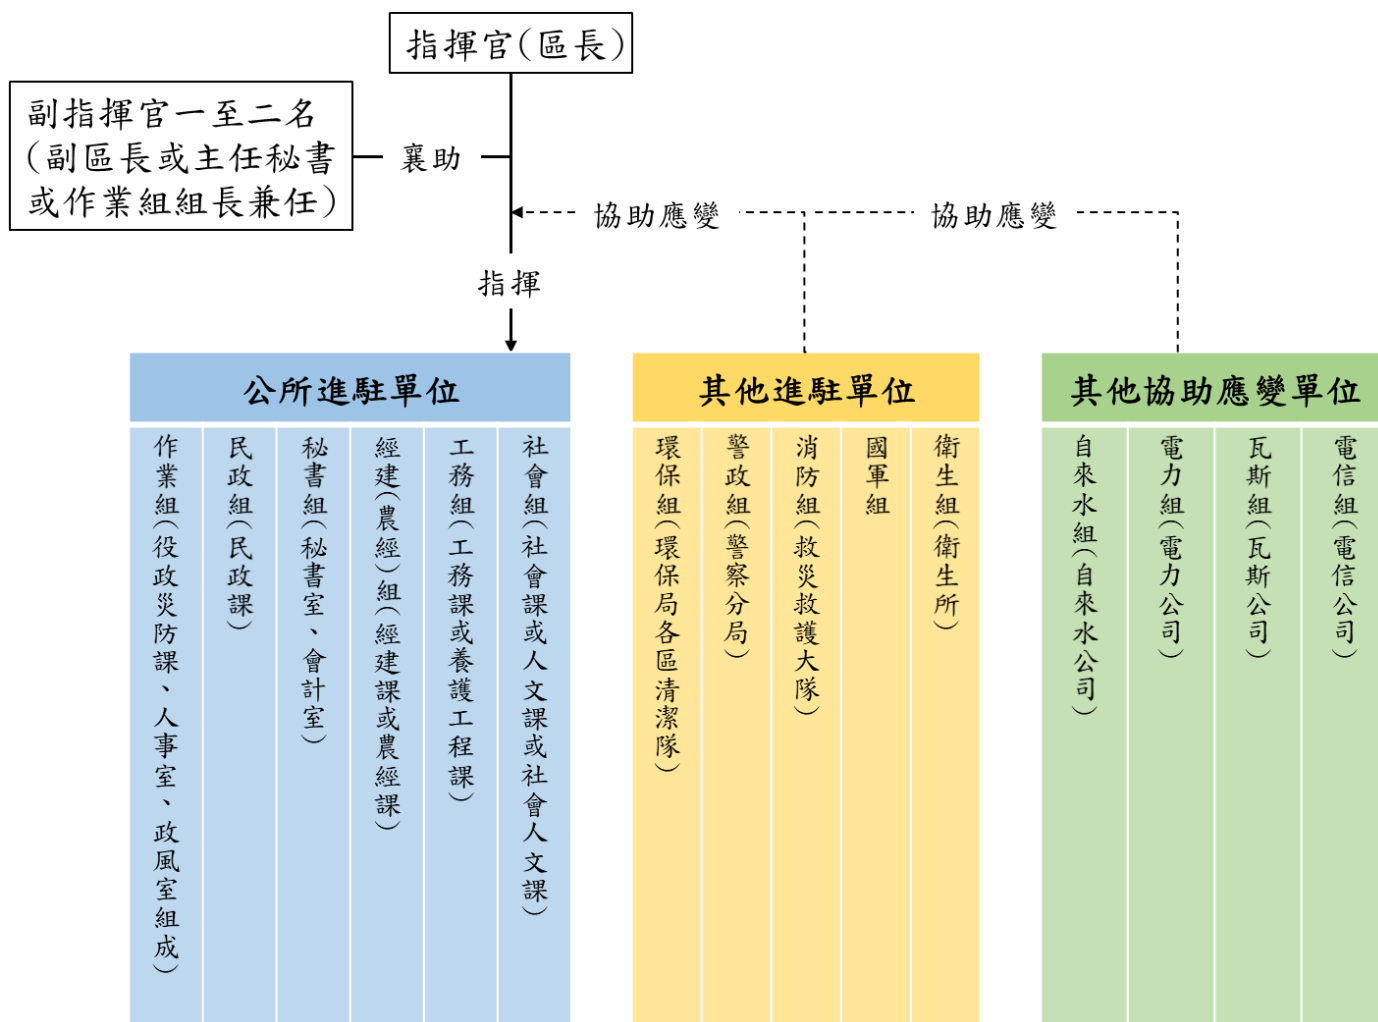 指揮官(區長)
副指揮官一至二名
(副區長或主任秘書
或作業組組長兼任)
襄助
協助應變
協助應變
指揮
公所進駐單位
作業組(役政災防課、人事室、政風室組成)
民政組(民政課)
秘書組(秘書室、會計室)
經建(農經)組(經建課或農經課)
工務組(工務課或養護工程課)
社會組(社會課或人文課或社會人文課)
其他進駐單位
環保組(環保局各區清潔隊)
警政組(警察分局)
消防組(救災救護大隊)
國軍組
衛生組(衛生所)
其他協助應變單位
自來水組(自來水公司)
電力組(電力公司)
瓦斯組(瓦斯公司)
電信組(電信公司)